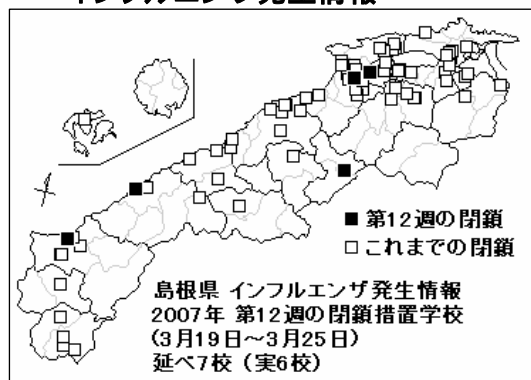 インフルエンザ発生情報
■ 第12週の閉鎖
□ これまでの閉鎖
島根県 インフルエンザ発生情報
2007年 第12週の閉鎖措置学校
(3月19日～3月25日)
延べ7校 (実6校)